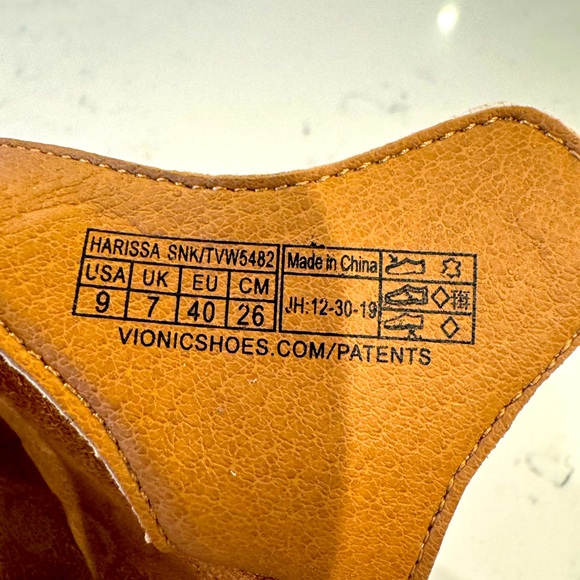 HARISSA SNK/TVW5482
USA UK EU CM
9 7 40 26
Made in China
JH:12-30-19
VIONICSHOES.COM/PATENTS